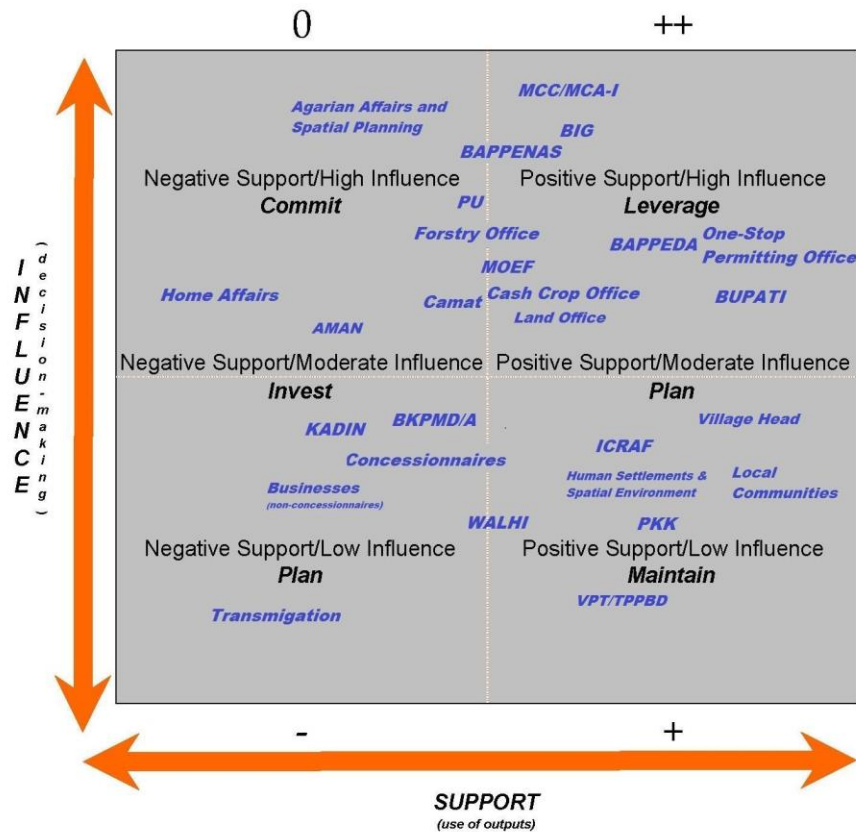 0
++
MCC/MCA-I
Agarian Affairs and
Spatial Planning
BIG
BAPPENAS
Negative Support/High Influence
Commit
Positive Support/High Influence
Leverage
PU
Forstry Office
BAPPEDA
One-Stop
Permitting Office
MOEF
Home Affairs
Camat
Cash Crop Office
BUPATI
Land Office
AMAN
Negative Support/Moderate Influence
Invest
Positive Support/Moderate Influence
Plan
KADIN
BKPMD/A
Village Head
ICRAF
Concessionnaires
Businesses
(non-concessionnaires)
Human Settlements &
Spatial Environment
Local
Communities
WALHI
PKK
Negative Support/Low Influence
Plan
Positive Support/Low Influence
Maintain
VPT/TPPBD
Transmigation
INFLUENCE
(decision-making)
-
+
SUPPORT
(use of outputs)